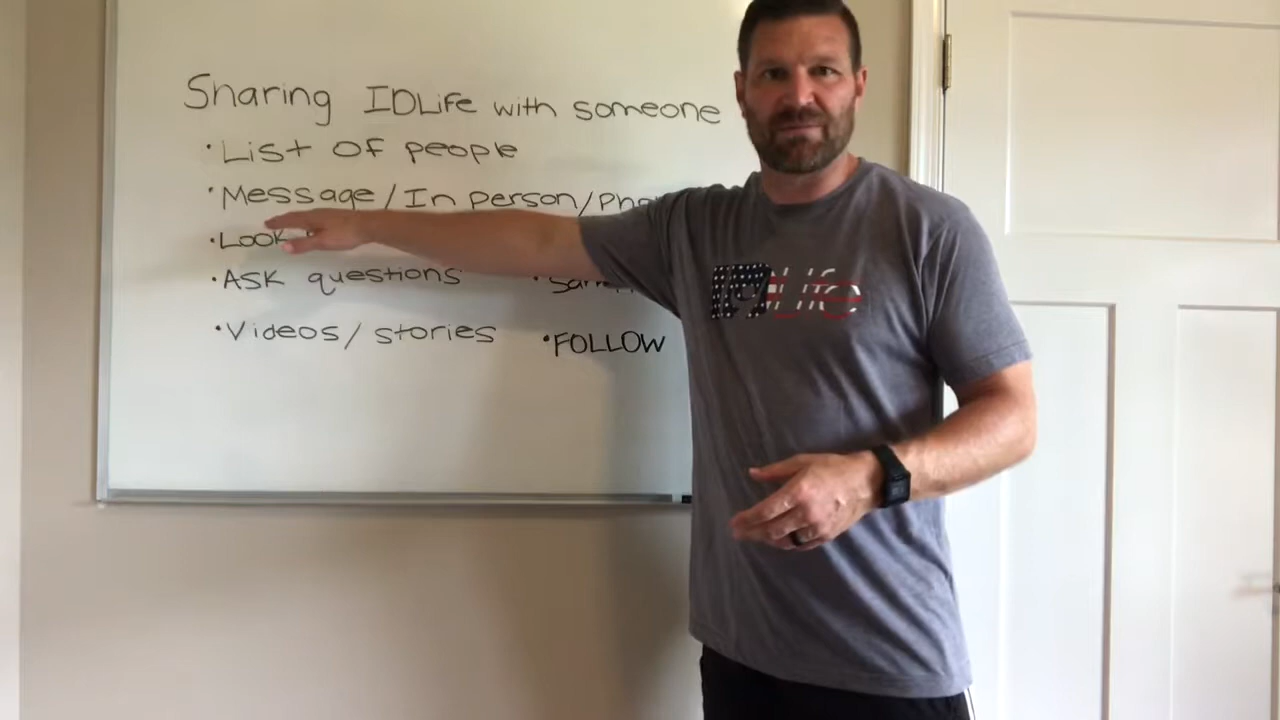 Sharing IDLife with someone
• List of people
• Message/In person/
• Look
• Ask questions
• Videos/stories • FOLLOW
IDLife